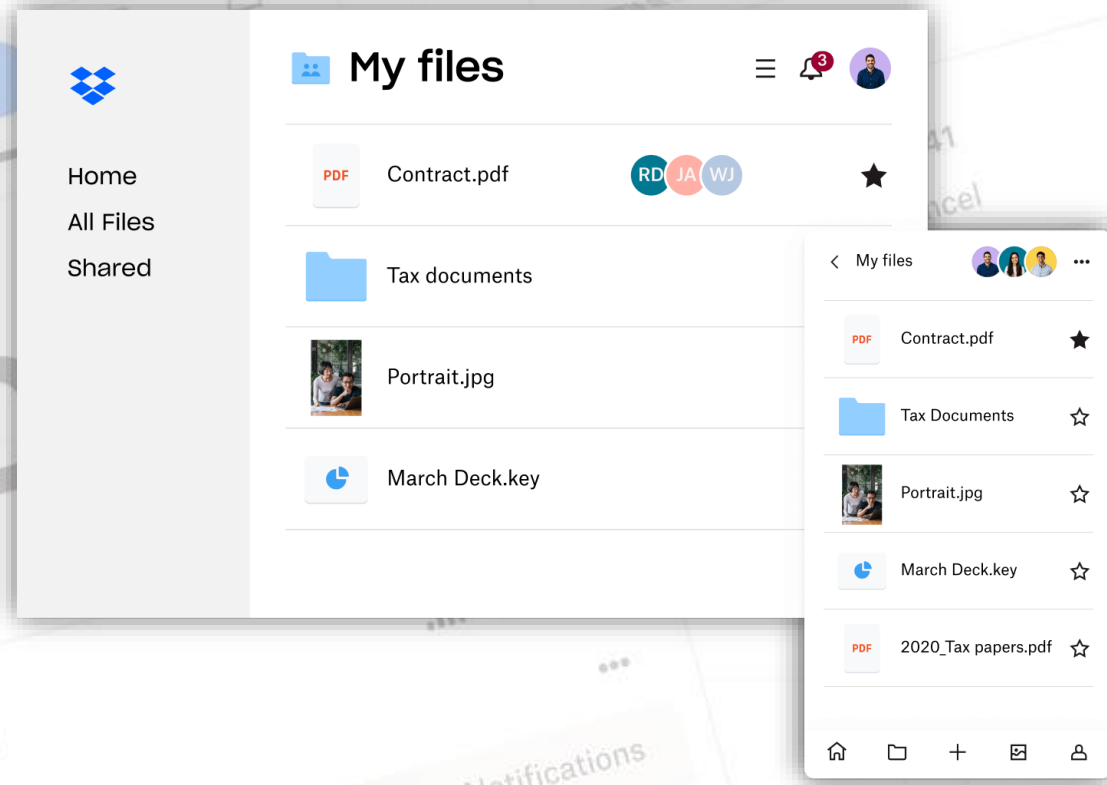 My files
3
Home
All Files
Shared
PDF
Contract.pdf
RD
JA
WJ
Tax documents
Portrait.jpg
March Deck.key
My files
PDF
Contract.pdf
Tax Documents
Portrait.jpg
March Deck.key
PDF
2020_Tax papers.pdf
41
Notifications